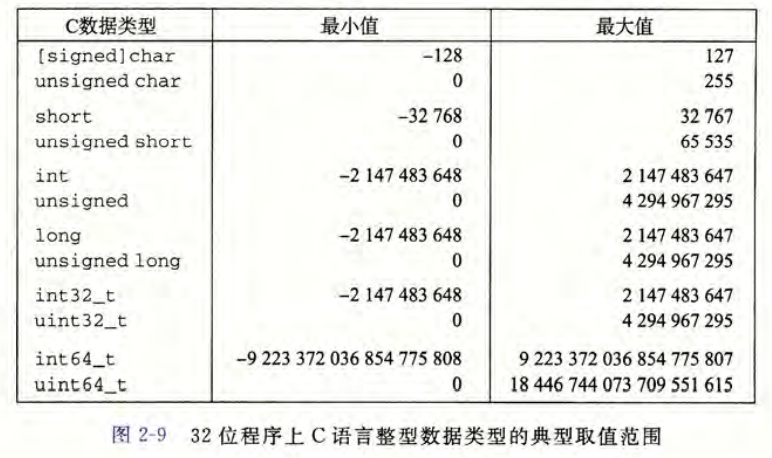 C数据类型 最小值 最大值
[signed]char −128 127
unsigned char 0 255
short −32 768 32 767
unsigned short 0 65 535
int −2 147 483 648 2 147 483 647
unsigned 0 4 294 967 295
long −2 147 483 648 2 147 483 647
unsigned long 0 4 294 967 295
int32_t −2 147 483 648 2 147 483 647
uint32_t 0 4 294 967 295
int64_t −9 223 372 036 854 775 808 9 223 372 036 854 775 807
uint64_t 0 18 446 744 073 709 551 615
图 2-9 32 位程序上 C 语言整型数据类型的典型取值范围